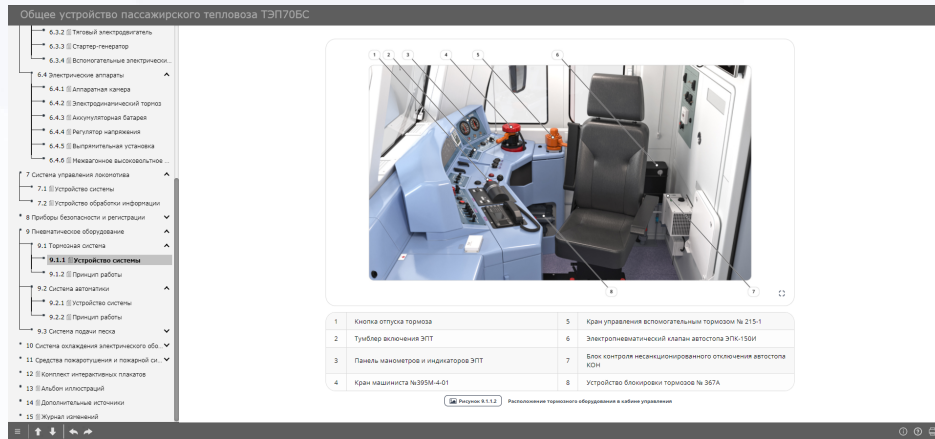 Общее устройство пассажирского тепловоза ТЭП70БС
6.3.2 Тяговый электродвигатель
6.3.3 Стартер-генератор
6.3.4 Вспомогательные электрически...
6.4 Электрические аппараты
6.4.1 Аппаратная камера
6.4.2 Электродинамический тормоз
6.4.3 Аккумуляторная батарея
6.4.4 Регулятор напряжения
6.4.5 Выпрямительная установка
6.4.6 Межвагонное высоковольтное ...
7 Система управления локомотива
7.1 Устройство системы
7.2 Устройство обработки информации
8 Приборы безопасности и регистрации
9 Пневматическое оборудование
9.1 Тормозная система
9.1.1 Устройство системы
9.1.2 Принцип работы
9.2 Система автоматики
9.2.1 Устройство системы
9.2.2 Принцип работы
9.3 Система подачи песка
10 Система охлаждения электрического обо...
11 Средства пожаротушения и пожарной си...
12 Комплект интерактивных плакатов
13 Альбом иллюстраций
14 Дополнительные источники
15 Журнал изменений
1 2 3 4 5 6
8 7
1 Кнопка отпуска тормоза 5 Кран управления вспомогательным тормозом № 215-1
2 Тумблер включения ЭПТ 6 Электропневматический клапан автостопа ЭПК-150И
3 Панель манометров и индикаторов ЭПТ 7 Блок контроля несанкционированного отключения автостопа
КОН
4 Кран машиниста №395М-4-01 8 Устройство блокировки тормозов № 367А
Рисунок 9.1.1.2 Расположение тормозного оборудования в кабине управления